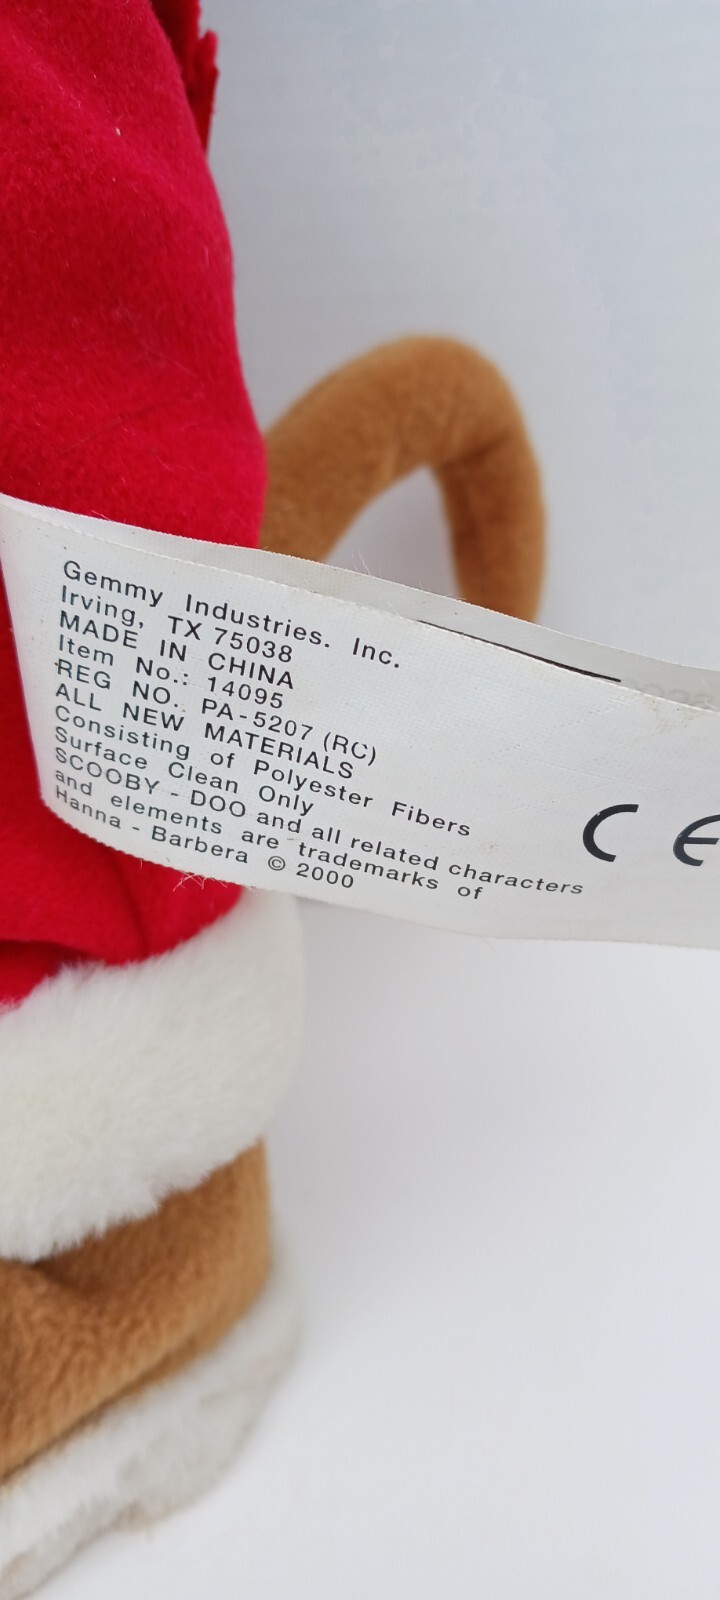 Gemmy Industries. Inc.
Irving, TX 75038
MADE IN CHINA
Item No.: 14095
REG NO.. PA-5207 (RC)
ALL NEW MATERIALS
Consisting of Polyester Fibers
Surface Clean Only
SCOOBY - DOO and all related characters
and elements are trademarks of
Hanna - Barbera © 2000
CE